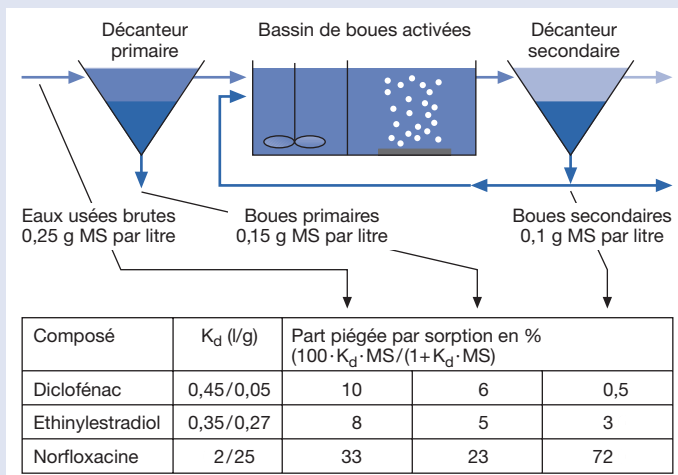 Décanteur
primaire
Bassin de boues activées
Décanteur
secondaire
Eaux usées brutes
0,25 g MS par litre
Boues primaires
0,15 g MS par litre
Boues secondaires
0,1 g MS par litre
Composé K_d (l/g) Part piégée par sorption en %
(100·K_d·MS/(1+K_d·MS)
Diclofénac 0,45/0,05 10 6 0,5
Ethinylestradiol 0,35/0,27 8 5 3
Norfloxacine 2/25 33 23 72